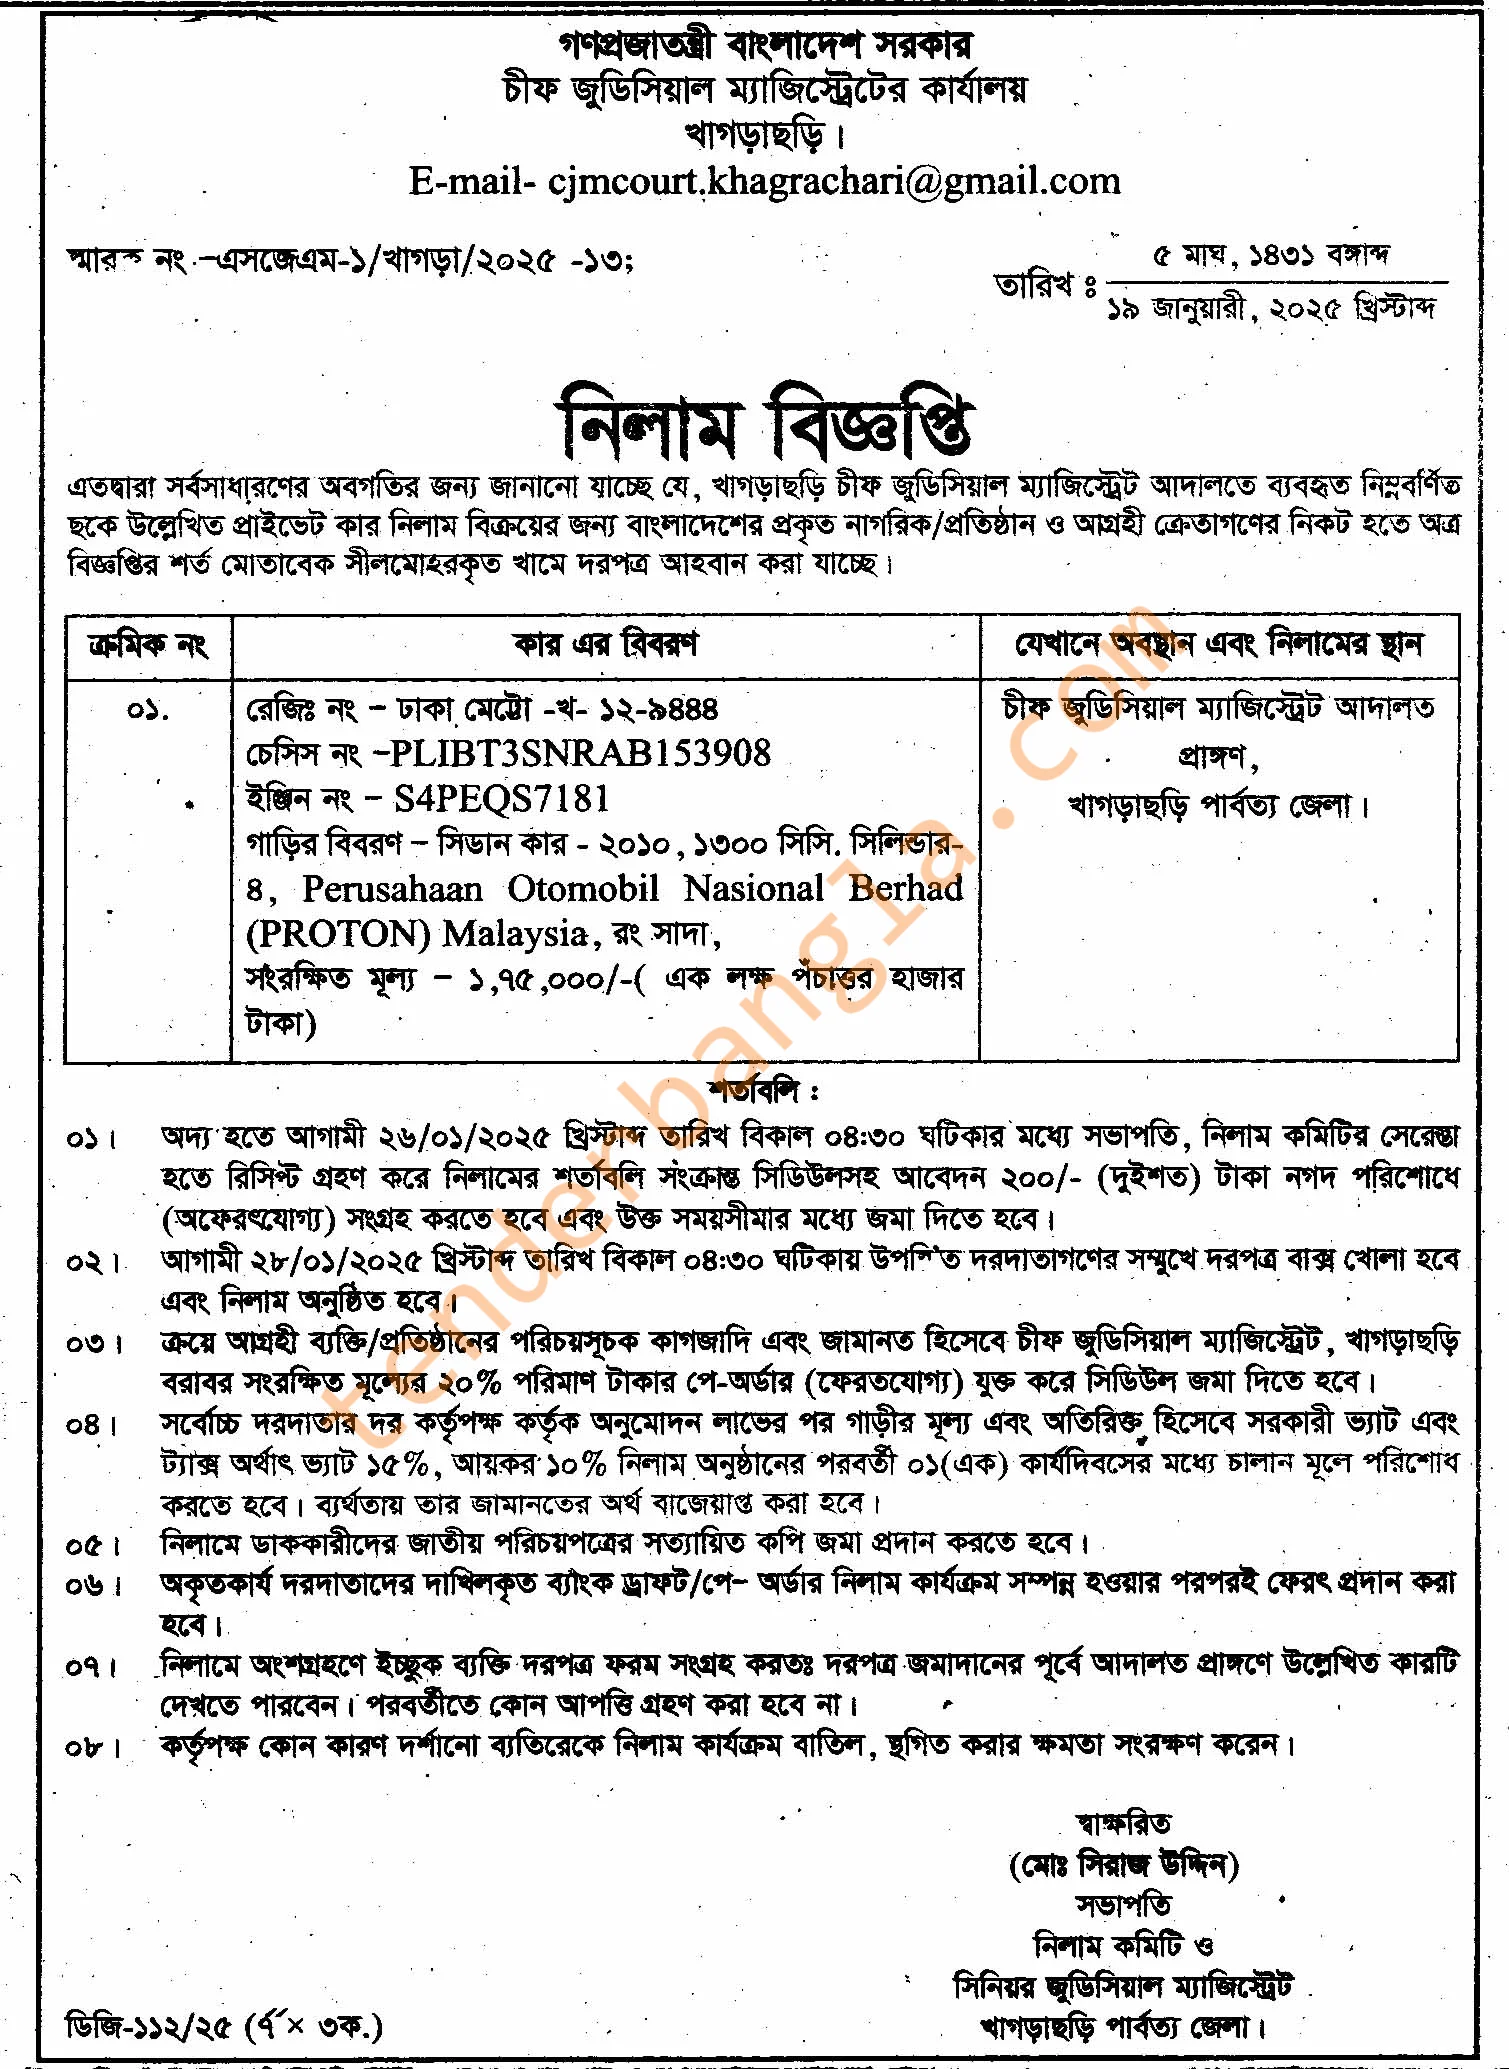 গণপ্রজাতন্ত্রী বাংলাদেশ সরকার
চীফ জুডিসিয়াল ম্যাজিস্ট্রেটের কার্যালয়
খাগড়াছড়ি।
E-mail- cjmcourt.khagrachari@gmail.com
স্মারক নং -এসজেএম-১/খাগড়া/২০২৫ -১৩;
তারিখ ঃ
৫ মাঘ, ১৪৩১ বঙ্গাব্দ
১৯ জানুয়ারী, ২০২৫ খ্রিস্টাব্দ
নিলাম বিজ্ঞপ্তি
এতদ্বারা সর্বসাধারণের অবগতির জন্য জানানো যাচ্ছে যে, খাগড়াছড়ি চীফ জুডিসিয়াল ম্যাজিস্ট্রেট আদালতে ব্যবহৃত নিম্নবর্ণিত
ছকে উল্লেখিত প্রাইভেট কার নিলাম বিক্রয়ের জন্য বাংলাদেশের প্রকৃত নাগরিক/প্রতিষ্ঠান ও আগ্রহী ক্রেতাগণের নিকট হতে অত্র
বিজ্ঞপ্তির শর্ত মোতাবেক সীলমোহরকৃত খামে দরপত্র আহবান করা যাচ্ছে।
ক্রমিক নং
কার এর বিবরণ
যেখানে অবস্থান এবং নিলামের স্থান
০১.
রেজিঃ নং – ঢাকা মেট্টো -খ- ১২-৯৪৪৪
চেসিস নং –PLIBT3SNRAB153908
ইঞ্জিন নং – S4PEQS7181
গাড়ির বিবরণ – সিডান কার - ২০১০, ১৩০০ সিসি. সিলিন্ডার-
৪, Perusahaan Otomobil Nasional Berhad
(PROTON) Malaysia, রং সাদা,
সংরক্ষিত মূল্য – ১,৭৫,০০০/-( এক লক্ষ পঁচাত্তর হাজার
টাকা)
চীফ জুডিসিয়াল ম্যাজিস্ট্রেট আদালত
প্রাঙ্গণ,
খাগড়াছড়ি পার্বত্য জেলা।
শর্তাবলি :
০১। অদ্য হতে আগামী ২৬/০১/২০২৫ খ্রিস্টাব্দ তারিখ বিকাল ০৪:৩০ ঘটিকার মধ্যে সভাপতি, নিলাম কমিটির সেরেস্তা
হতে রিসিপ্ট গ্রহণ করে নিলামের শর্তাবলি সংক্রান্ত সিডিউলসহ আবেদন ২০০/- (দুইশত) টাকা নগদ পরিশোধে
(অফেরৎযোগ্য) সংগ্রহ করতে হবে এবং উক্ত সময়সীমার মধ্যে জমা দিতে হবে।
০২। আগামী ২৮/০১/২০২৫ খ্রিস্টাব্দ তারিখ বিকাল ০৪:৩০ ঘটিকায় উপস্থিত দরদাতাগণের সম্মুখে দরপত্র বাক্স খোলা হবে
এবং নিলাম অনুষ্ঠিত হবে।
০৩। ক্রয়ে আগ্রহী ব্যক্তি/প্রতিষ্ঠানের পরিচয়সূচক কাগজাদি এবং জামানত হিসেবে চীফ জুডিসিয়াল ম্যাজিস্ট্রেট, খাগড়াছড়ি
বরাবর সংরক্ষিত মূল্যের ২০% পরিমাণ টাকার পে-অর্ডার (ফেরতযোগ্য) যুক্ত করে সিডিউল জমা দিতে হবে।
০৪। সর্বোচ্চ দরদাতার দর কর্তৃপক্ষ কর্তৃক অনুমোদন লাভের পর গাড়ীর মূল্য এবং অতিরিক্ত হিসেবে সরকারী ভ্যাট এবং
ট্যাক্স অর্থাৎ ভ্যাট ১৫%, আয়কর ১০% নিলাম অনুষ্ঠানের পরবর্তী ০১(এক) কার্যদিবসের মধ্যে চালান মূলে পরিশোধ
করতে হবে। ব্যর্থতায় তার জামানতের অর্থ বাজেয়াপ্ত করা হবে।
০৫। নিলামে ডাককারীদের জাতীয় পরিচয়পত্রের সত্যায়িত কপি জমা প্রদান করতে হবে।
০৬। অকৃতকার্য দরদাতাদের দাখিলকৃত ব্যাংক ড্রাফট/পে– অর্ডার নিলাম কার্যক্রম সম্পন্ন হওয়ার পরপরই ফেরৎ প্রদান করা
হবে।
০৭। নিলামে অংশগ্রহণে ইচ্ছুক ব্যক্তি দরপত্র ফরম সংগ্রহ করতঃ দরপত্র জমাদানের পূর্বে আদালত প্রাঙ্গণে উল্লেখিত কারটি
দেখতে পারবেন। পরবর্তীতে কোন আপত্তি গ্রহণ করা হবে না।
০৮। কর্তৃপক্ষ কোন কারণ দর্শানো ব্যতিরেকে নিলাম কার্যক্রম বাতিল, স্থগিত করার ক্ষমতা সংরক্ষণ করেন।
স্বাক্ষরিত
(মোঃ সিরাজ উদ্দিন)
সভাপতি
নিলাম কমিটি ও
সিনিয়র জুডিসিয়াল ম্যাজিস্ট্রেট
খাগড়াছড়ি পার্বত্য জেলা।
ডিজি-১১২/২৫ (৭˝× ৩ক.)
tenderbangla.com